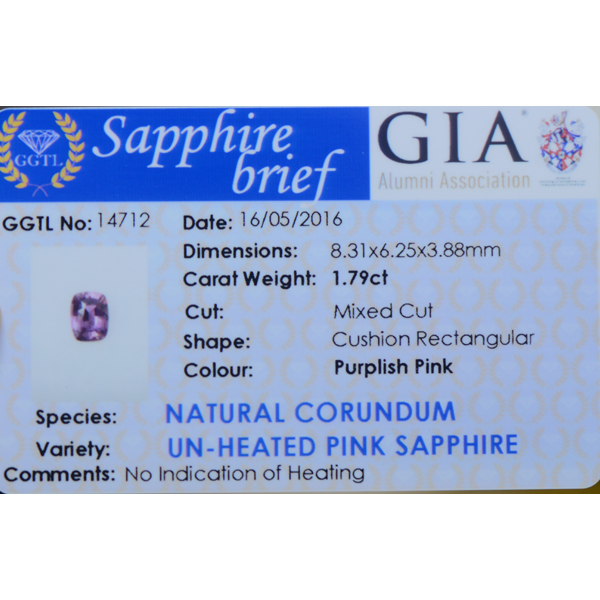 GGTL
Sapphire
brief
GIA
Alumni Association
GGTL No: 14712
Date: 16/05/2016
Dimensions: 8.31x6.25x3.88mm
Carat Weight: 1.79ct
Cut: Mixed Cut
Shape: Cushion Rectangular
Colour: Purplish Pink
Species: NATURAL CORUNDUM
Variety: UN-HEATED PINK SAPPHIRE
Comments: No Indication of Heating